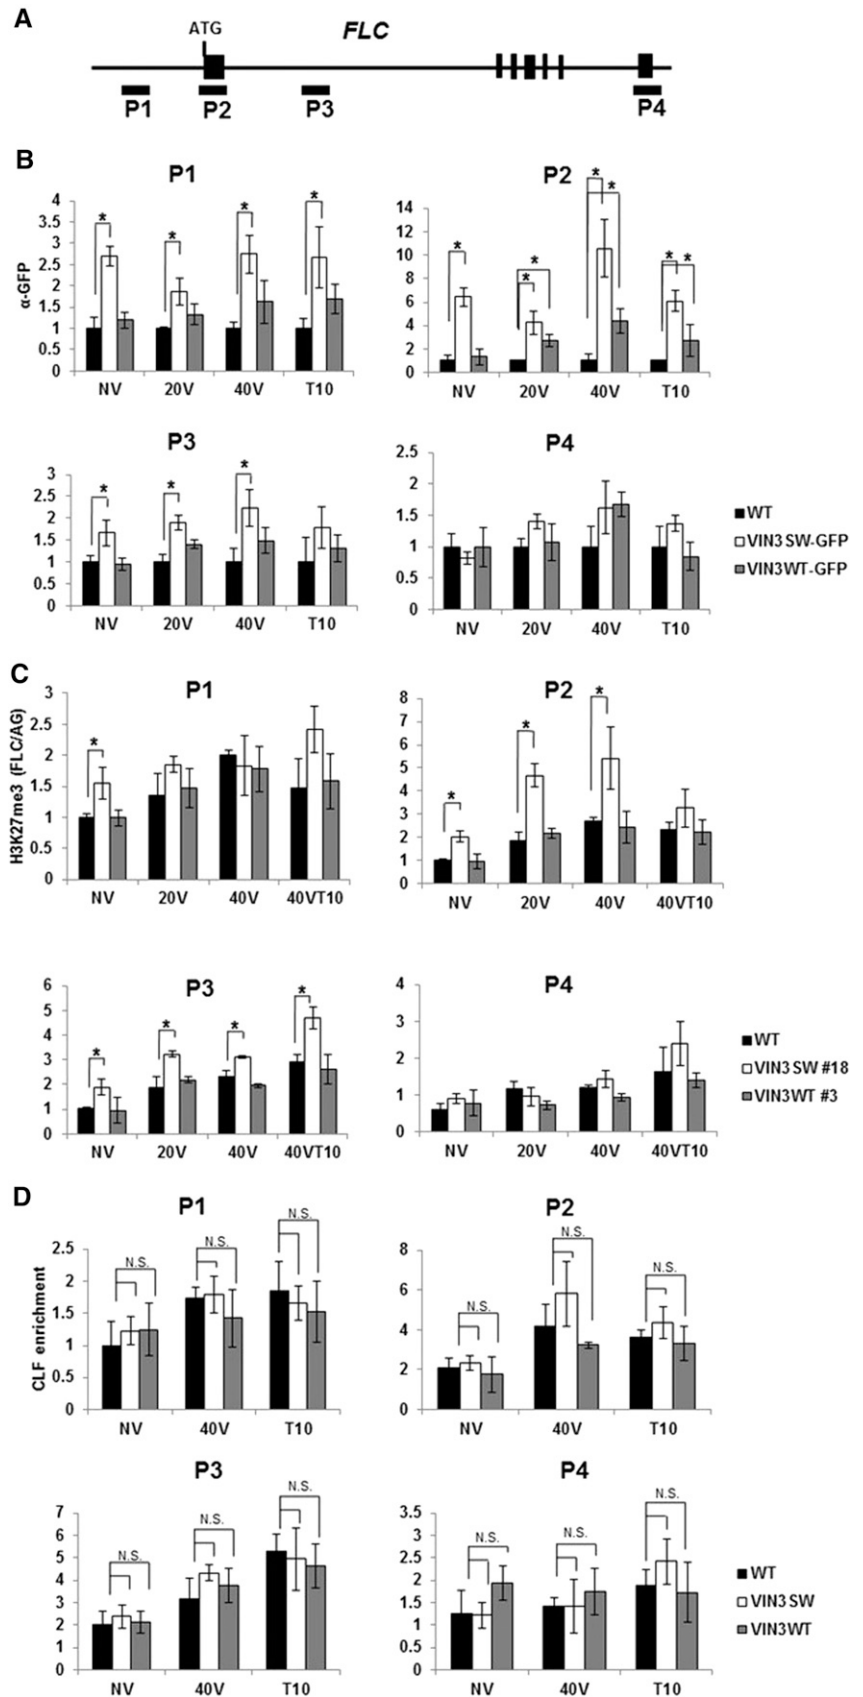 A
ATG
FLC
P1
P2
P3
P4
B
P1
α-GFP
4
3.5
3
2.5
2
1.5
1
0.5
0
* * * *
NV 20V 40V T10
P2
14
12
10
8
6
4
2
0
* * * * * * *
NV 20V 40V T10
P3
3
2.5
2
1.5
1
0.5
0
* * *
NV 20V 40V T10
P4
2.5
2
1.5
1
0.5
0
NV 20V 40V T10
WT
VIN3SW-GFP
VIN3WT-GFP
C
P1
H3K27me3 (FLC/AG)
3
2.5
2
1.5
1
0.5
0
*
NV 20V 40V 40VT10
P2
8
7
6
5
4
3
2
1
0
* * *
NV 20V 40V 40VT10
P3
6
5
4
3
2
1
0
* * * *
NV 20V 40V 40VT10
P4
4
3
2
1
0
NV 20V 40V 40VT10
WT
VIN3SW #18
VIN3WT #3
D
P1
CLF enrichment
2.5
2
1.5
1
0.5
0
N.S. N.S. N.S.
NV 40V T10
P2
8
6
4
2
0
N.S. N.S. N.S.
NV 40V T10
P3
7
6
5
4
3
2
1
0
N.S. N.S. N.S.
NV 40V T10
P4
3.5
3
2.5
2
1.5
1
0.5
0
N.S. N.S. N.S.
NV 40V T10
WT
VIN3SW
VIN3WT